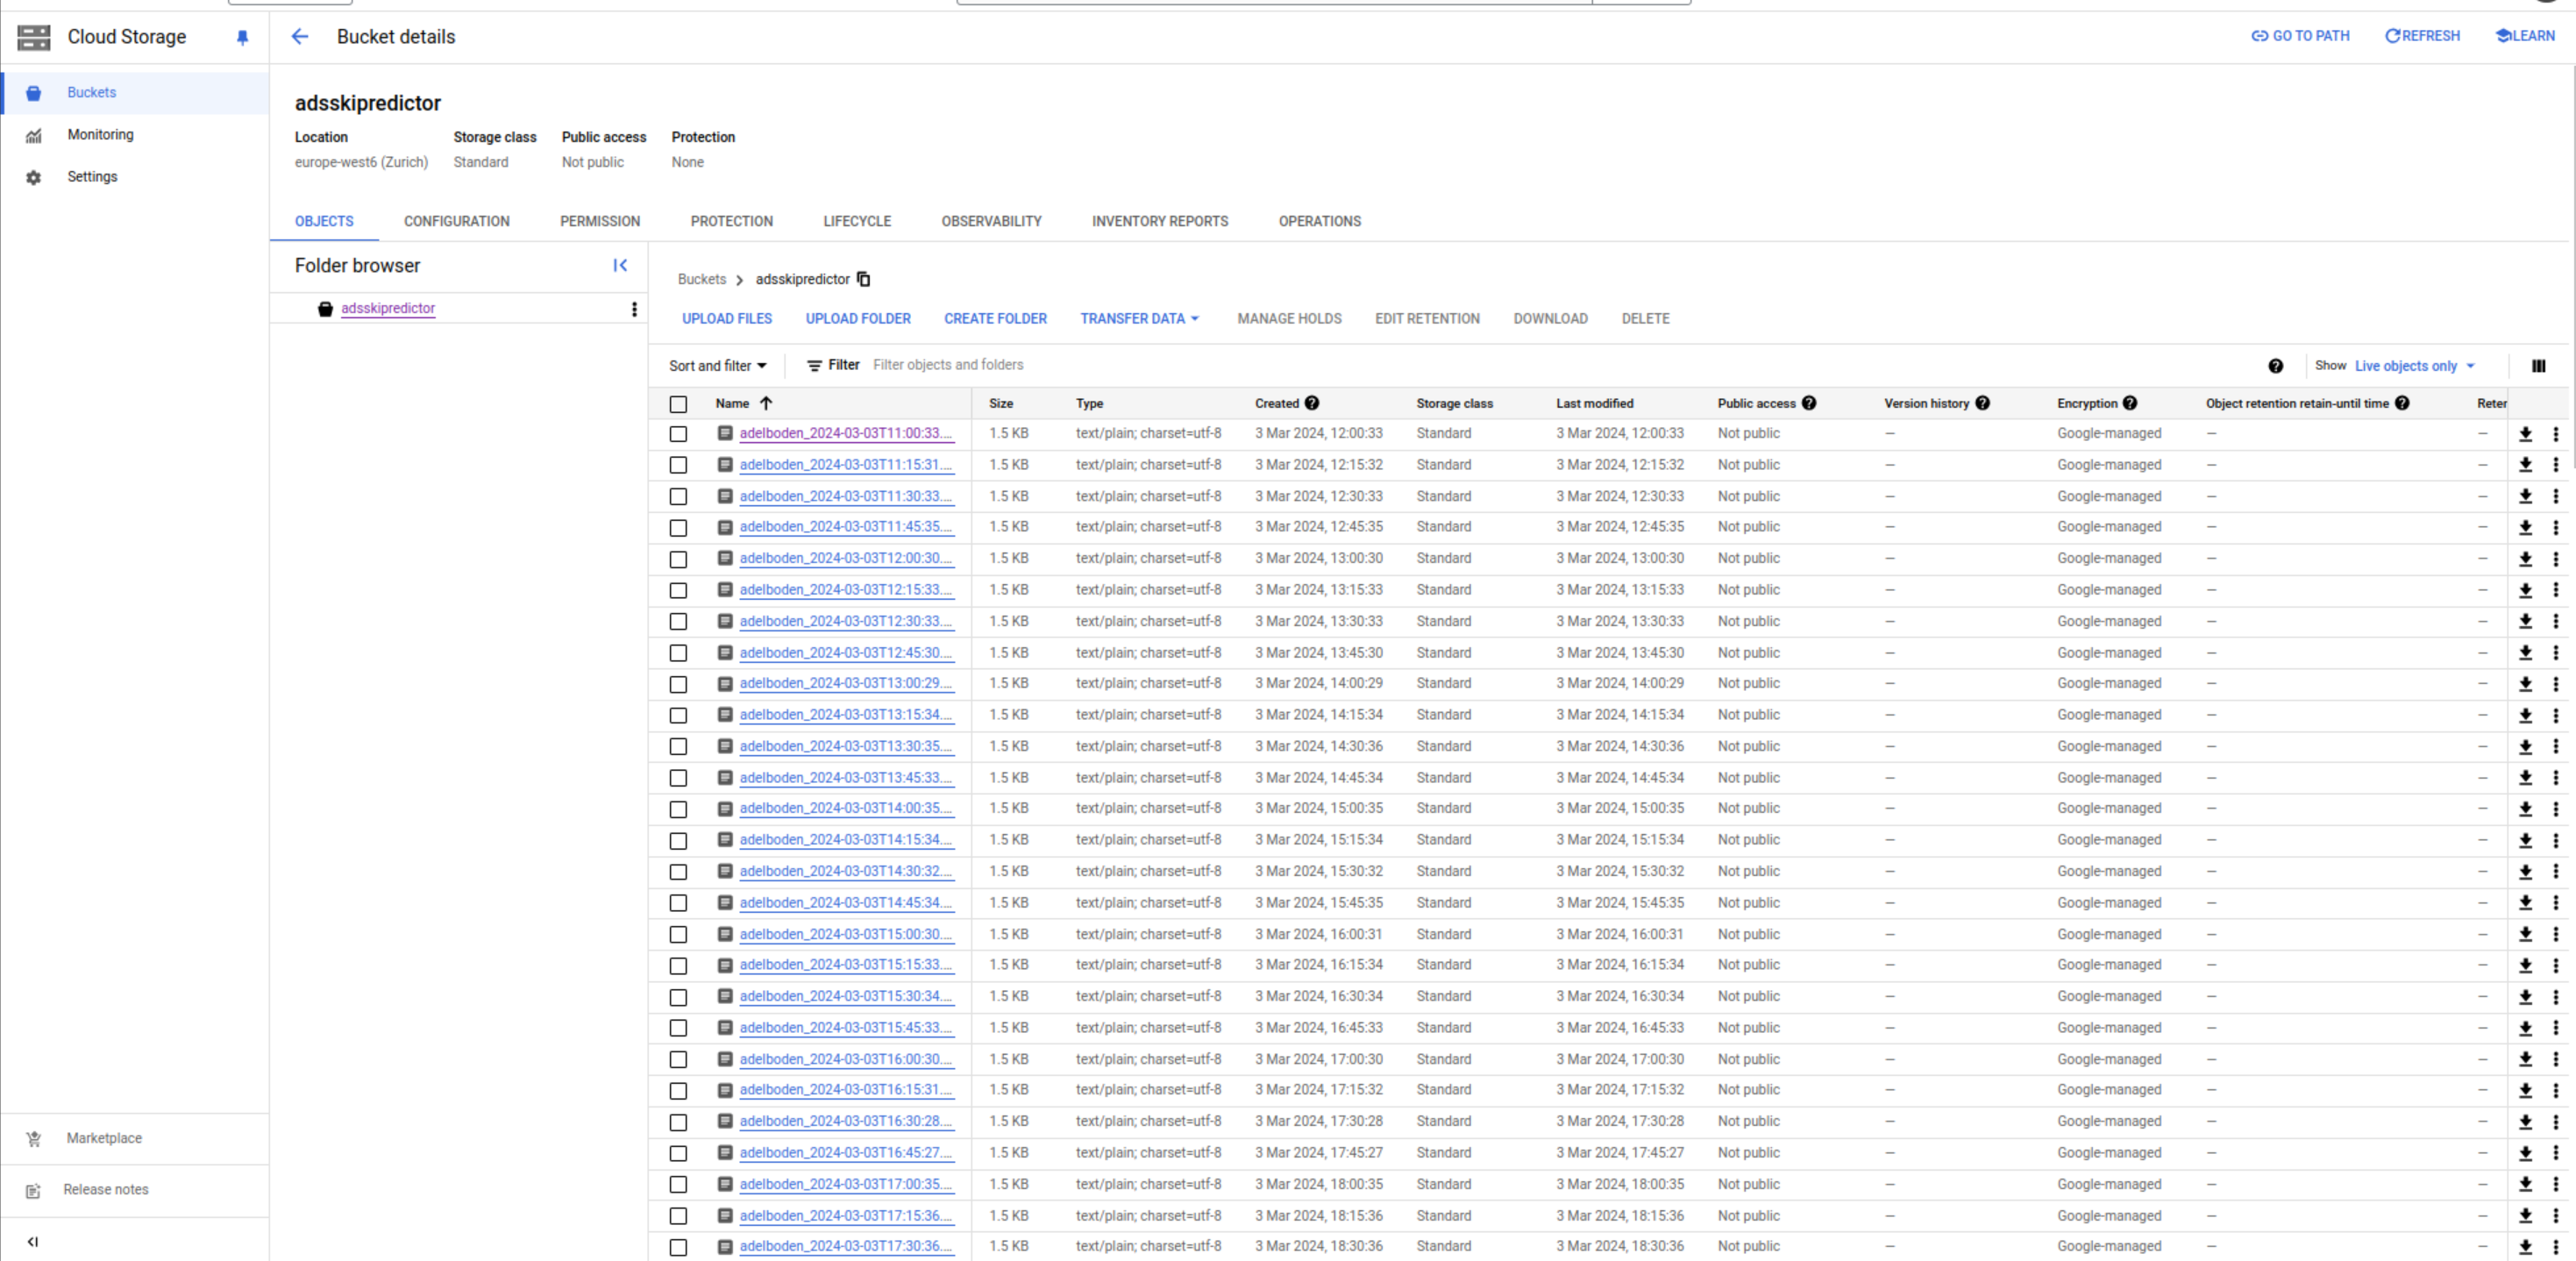 Cloud Storage
Bucket details
GO TO PATH REFRESH LEARN
Buckets
Monitoring
Settings
adsskipredictor
Location Storage class Public access Protection
europe-west6 (Zurich) Standard Not public None
OBJECTS CONFIGURATION PERMISSION PROTECTION LIFECYCLE OBSERVABILITY INVENTORY REPORTS OPERATIONS
Folder browser
adsskipredictor
Buckets > adsskipredictor
UPLOAD FILES UPLOAD FOLDER CREATE FOLDER TRANSFER DATA MANAGE HOLDS EDIT RETENTION DOWNLOAD DELETE
Sort and filter Filter Filter objects and folders Show Live objects only
Name Size Type Created Storage class Last modified Public access Version history Encryption Object retention retain-until time Reter
adelboden_2024-03-03T11:00:33.... 1.5 KB text/plain; charset=utf-8 3 Mar 2024, 12:00:33 Standard 3 Mar 2024, 12:00:33 Not public — Google-managed — —
adelboden_2024-03-03T11:15:31.... 1.5 KB text/plain; charset=utf-8 3 Mar 2024, 12:15:32 Standard 3 Mar 2024, 12:15:32 Not public — Google-managed — —
adelboden_2024-03-03T11:30:33.... 1.5 KB text/plain; charset=utf-8 3 Mar 2024, 12:30:33 Standard 3 Mar 2024, 12:30:33 Not public — Google-managed — —
adelboden_2024-03-03T11:45:35.... 1.5 KB text/plain; charset=utf-8 3 Mar 2024, 12:45:35 Standard 3 Mar 2024, 12:45:35 Not public — Google-managed — —
adelboden_2024-03-03T12:00:30.... 1.5 KB text/plain; charset=utf-8 3 Mar 2024, 13:00:30 Standard 3 Mar 2024, 13:00:30 Not public — Google-managed — —
adelboden_2024-03-03T12:15:33.... 1.5 KB text/plain; charset=utf-8 3 Mar 2024, 13:15:33 Standard 3 Mar 2024, 13:15:33 Not public — Google-managed — —
adelboden_2024-03-03T12:30:33.... 1.5 KB text/plain; charset=utf-8 3 Mar 2024, 13:30:33 Standard 3 Mar 2024, 13:30:33 Not public — Google-managed — —
adelboden_2024-03-03T12:45:30.... 1.5 KB text/plain; charset=utf-8 3 Mar 2024, 13:45:30 Standard 3 Mar 2024, 13:45:30 Not public — Google-managed — —
adelboden_2024-03-03T13:00:29.... 1.5 KB text/plain; charset=utf-8 3 Mar 2024, 14:00:29 Standard 3 Mar 2024, 14:00:29 Not public — Google-managed — —
adelboden_2024-03-03T13:15:34.... 1.5 KB text/plain; charset=utf-8 3 Mar 2024, 14:15:34 Standard 3 Mar 2024, 14:15:34 Not public — Google-managed — —
adelboden_2024-03-03T13:30:35.... 1.5 KB text/plain; charset=utf-8 3 Mar 2024, 14:30:36 Standard 3 Mar 2024, 14:30:36 Not public — Google-managed — —
adelboden_2024-03-03T13:45:33.... 1.5 KB text/plain; charset=utf-8 3 Mar 2024, 14:45:34 Standard 3 Mar 2024, 14:45:34 Not public — Google-managed — —
adelboden_2024-03-03T14:00:35.... 1.5 KB text/plain; charset=utf-8 3 Mar 2024, 15:00:35 Standard 3 Mar 2024, 15:00:35 Not public — Google-managed — —
adelboden_2024-03-03T14:15:34.... 1.5 KB text/plain; charset=utf-8 3 Mar 2024, 15:15:34 Standard 3 Mar 2024, 15:15:34 Not public — Google-managed — —
adelboden_2024-03-03T14:30:32.... 1.5 KB text/plain; charset=utf-8 3 Mar 2024, 15:30:32 Standard 3 Mar 2024, 15:30:32 Not public — Google-managed — —
adelboden_2024-03-03T14:45:34.... 1.5 KB text/plain; charset=utf-8 3 Mar 2024, 15:45:35 Standard 3 Mar 2024, 15:45:35 Not public — Google-managed — —
adelboden_2024-03-03T15:00:30.... 1.5 KB text/plain; charset=utf-8 3 Mar 2024, 16:00:31 Standard 3 Mar 2024, 16:00:31 Not public — Google-managed — —
adelboden_2024-03-03T15:15:33.... 1.5 KB text/plain; charset=utf-8 3 Mar 2024, 16:15:34 Standard 3 Mar 2024, 16:15:34 Not public — Google-managed — —
adelboden_2024-03-03T15:30:34.... 1.5 KB text/plain; charset=utf-8 3 Mar 2024, 16:30:34 Standard 3 Mar 2024, 16:30:34 Not public — Google-managed — —
adelboden_2024-03-03T15:45:33.... 1.5 KB text/plain; charset=utf-8 3 Mar 2024, 16:45:33 Standard 3 Mar 2024, 16:45:33 Not public — Google-managed — —
adelboden_2024-03-03T16:00:30.... 1.5 KB text/plain; charset=utf-8 3 Mar 2024, 17:00:30 Standard 3 Mar 2024, 17:00:30 Not public — Google-managed — —
adelboden_2024-03-03T16:15:31.... 1.5 KB text/plain; charset=utf-8 3 Mar 2024, 17:15:32 Standard 3 Mar 2024, 17:15:32 Not public — Google-managed — —
adelboden_2024-03-03T16:30:28.... 1.5 KB text/plain; charset=utf-8 3 Mar 2024, 17:30:28 Standard 3 Mar 2024, 17:30:28 Not public — Google-managed — —
adelboden_2024-03-03T16:45:27.... 1.5 KB text/plain; charset=utf-8 3 Mar 2024, 17:45:27 Standard 3 Mar 2024, 17:45:27 Not public — Google-managed — —
adelboden_2024-03-03T17:00:35.... 1.5 KB text/plain; charset=utf-8 3 Mar 2024, 18:00:35 Standard 3 Mar 2024, 18:00:35 Not public — Google-managed — —
adelboden_2024-03-03T17:15:36.... 1.5 KB text/plain; charset=utf-8 3 Mar 2024, 18:15:36 Standard 3 Mar 2024, 18:15:36 Not public — Google-managed — —
adelboden_2024-03-03T17:30:36.... 1.5 KB text/plain; charset=utf-8 3 Mar 2024, 18:30:36 Standard 3 Mar 2024, 18:30:36 Not public — Google-managed — —
Marketplace
Release notes